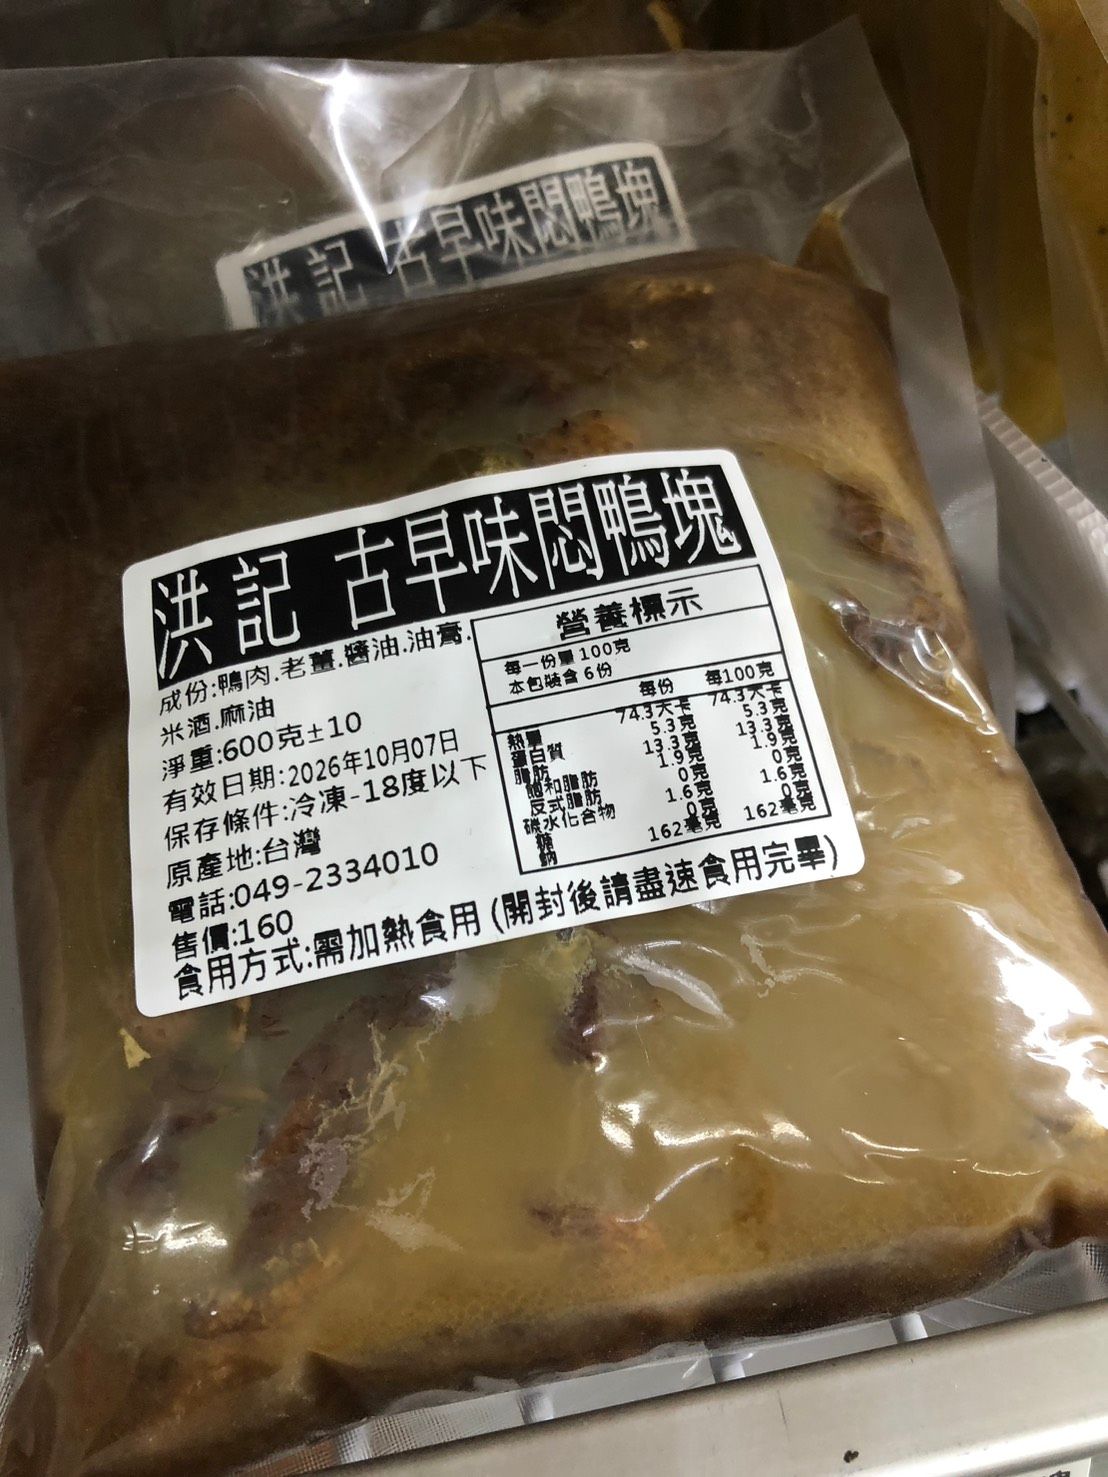 洪記 古早味悶鴨塊
洪記 古早味悶鴨塊
成份:鴨肉.老薑.醬油.油膏.
米酒.麻油
淨重:600克±10
有效日期:2026年10月07日
保存條件:冷凍-18度以下
原產地:台灣
電話:049-2334010
售價:160
食用方式:需加熱食用 (開封後請盡速食用完畢)
營養標示
每一份量 100克
本包裝含 6份
每份 每100克
熱量 74.3大卡 74.3大卡
蛋白質 5.3克 5.3克
脂肪 13.3克 13.3克
飽和脂肪 1.9克 1.9克
反式脂肪 0克 0克
碳水化合物 1.6克 1.6克
糖 0克 0克
鈉 162毫克 162毫克